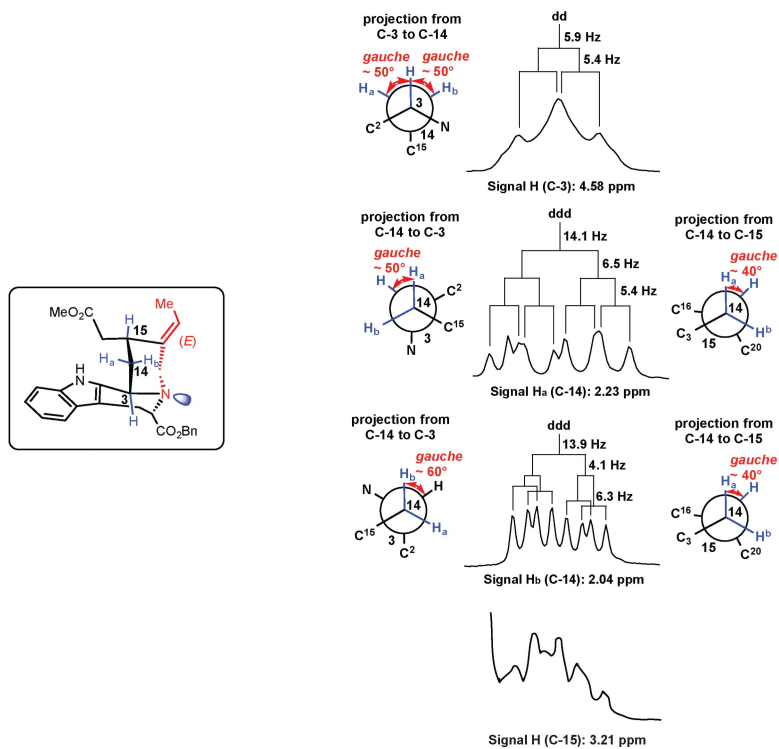 projection from
C-3 to C-14
gauche gauche
~ 50° H ~ 50°
Ha Hb
3
C² 14 N
C¹⁵
dd
5.9 Hz
5.4 Hz
Signal H (C-3): 4.58 ppm
projection from
C-14 to C-3
gauche
~ 50° Ha
H C²
14
Hb C¹⁵
3
N
ddd
14.1 Hz
6.5 Hz
5.4 Hz
Signal Ha (C-14): 2.23 ppm
projection from
C-14 to C-15
gauche
Ha ~ 40°
H
C¹⁶ 14
C₃ Hᵇ
15 C²⁰
MeO₂C
Me
H
15
(E)
Ha Hb
14
H
N
3 N
H
CO₂Bn
projection from
C-14 to C-3
gauche
~ 60°
Hb H
N 14
C¹⁵ Ha
3 C²
ddd
13.9 Hz
4.1 Hz
6.3 Hz
Signal Hb (C-14): 2.04 ppm
projection from
C-14 to C-15
gauche
Ha ~ 40°
H
C¹⁶ 14
C₃ Hᵇ
15 C²⁰
Signal H (C-15): 3.21 ppm